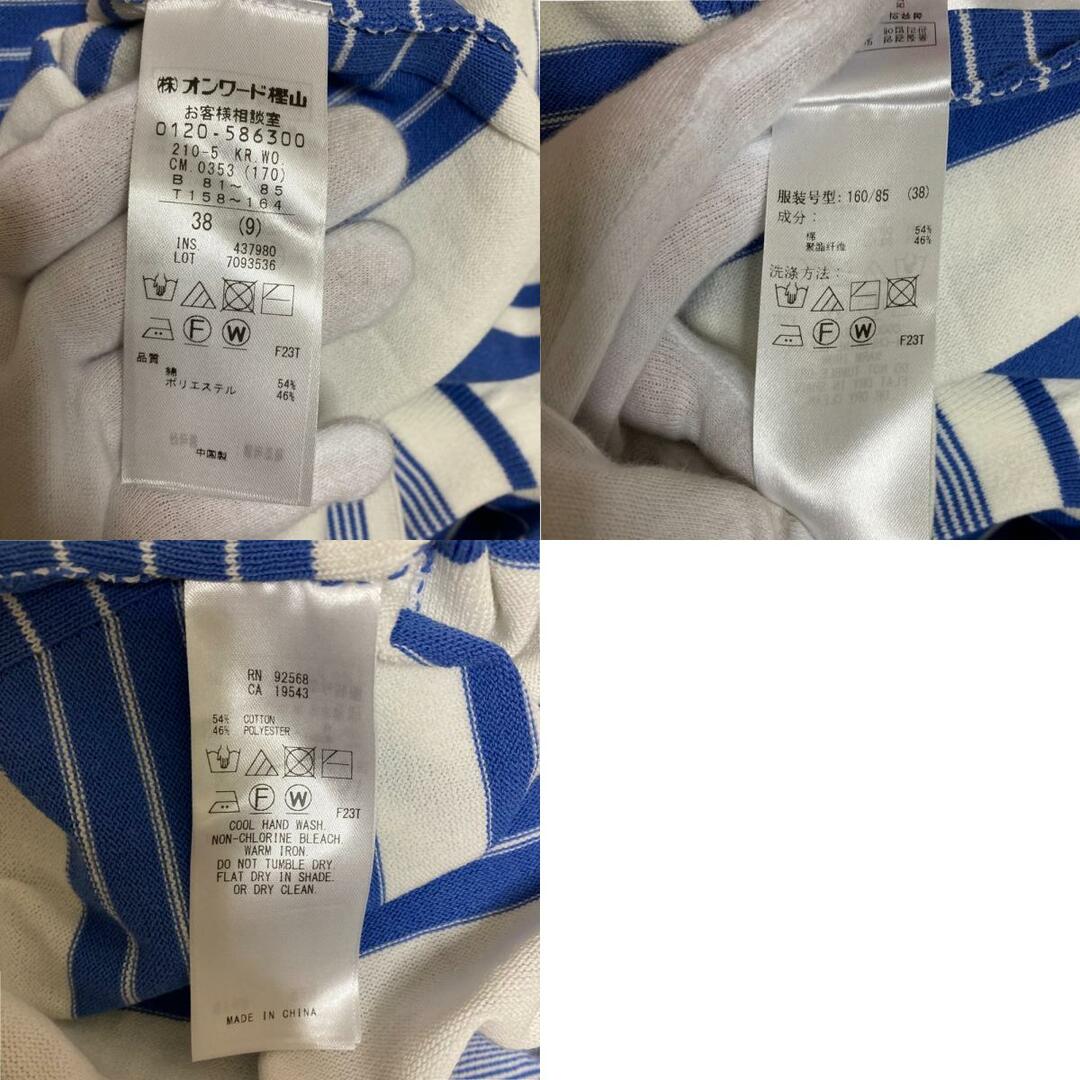 (株)オンワード樫山
お客様相談室
0120-586300
210-5 KR.WO.
CM.0353 (170)
B 81～ 85
T158～164
38 (9)
INS. 437980
LOT 7093536
F W F23T
品質
綿 54%
ポリエステル 46%
中国製
服装号型: 160/85 (38)
成分:
棉 54%
聚酯纤维 46%
洗涤方法:
F W F23T
RN 92568
CA 19543
54% COTTON
46% POLYESTER
F W F23T
COOL HAND WASH.
NON-CHLORINE BLEACH
WARM IRON.
DO NOT TUMBLE DRY.
FLAT DRY IN SHADE.
OR DRY CLEAN.
MADE IN CHINA